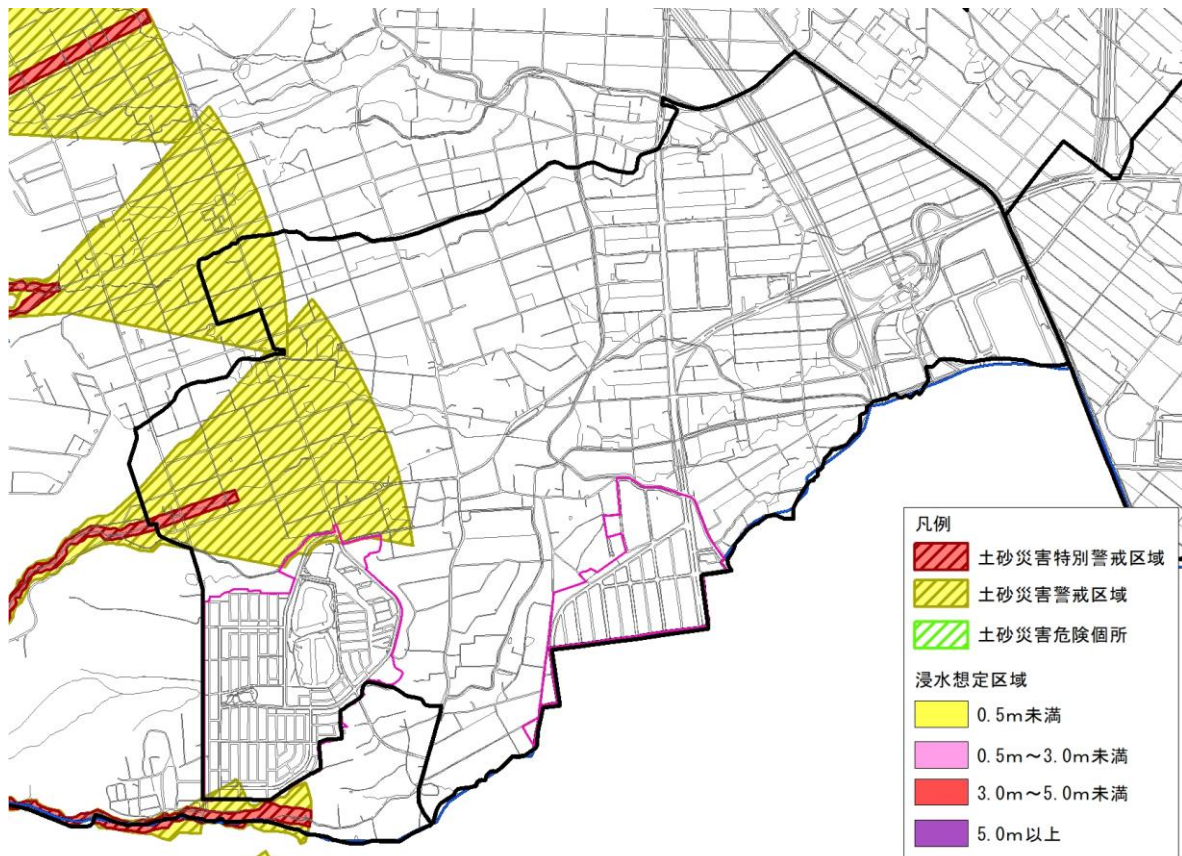 凡例
土砂災害特別警戒区域
土砂災害警戒区域
土砂災害危険個所
浸水想定区域
0.5m未満
0.5m～3.0m未満
3.0m～5.0m未満
5.0m以上